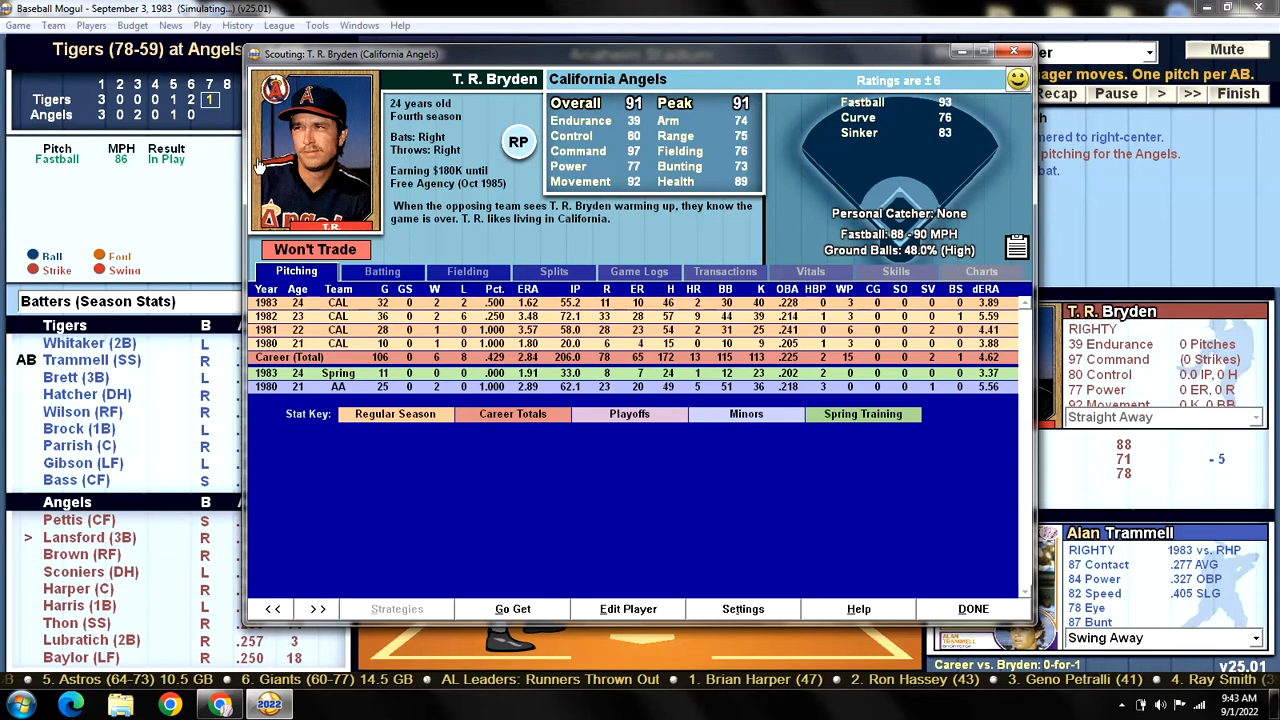 Baseball Mogul - September 3, 1983 (Simulating...) (v25.01)
Game Team Players Budget News Play History League Tools Windows Help
Tigers (78-59) at Angels
1 2 3 4 5 6 7 8
Tigers 3 0 0 0 1 2 1
Angels 3 0 2 0 1 0
Pitch MPH Result
Fastball 86 In Play
Ball Foul
Strike Swing
Batters (Season Stats)
Tigers B
Whitaker (2B) L
AB Trammell (SS) R
Brett (3B) L
Hatcher (DH) R
Wilson (RF) R
Brock (1B) L
Parrish (C) R
Gibson (LF) L
Bass (CF) S
Angels B
Pettis (CF) S
> Lansford (3B) R
Brown (RF) R
Sconiers (DH) L
Harper (C) R
Harris (1B) L
Thon (SS) R
Lubratich (2B) R .257 3
Baylor (LF) R .250 18
Scouting: T. R. Bryden (California Angels)
T. R. Bryden
California Angels
Ratings are ± 6
24 years old
Fourth season
Bats: Right
Throws: Right
Earning $180K until
Free Agency (Oct 1985)
RP
Overall 91 Peak 91
Endurance 39 Arm 74
Control 80 Range 75
Command 97 Fielding 76
Power 77 Bunting 73
Movement 92 Health 89
When the opposing team sees T. R. Bryden warming up, they know the
game is over. T. R. likes living in California.
Fastball 93
Curve 76
Sinker 83
Personal Catcher: None
Fastball: 88 - 90 MPH
Ground Balls: 48.0% (High)
A
A
Angels
T.R.
Won't Trade
Pitching Batting Fielding Splits Game Logs Transactions Vitals Skills Charts
Year Age Team G GS W L Pct. ERA IP R ER H HR BB K OBA HBP WP CG SO SV BS dERA
1983 24 CAL 32 0 2 2 .500 1.62 55.2 11 10 46 2 30 40 .228 0 3 0 0 0 0 3.89
1982 23 CAL 36 0 2 6 .250 3.48 72.1 33 28 57 9 44 39 .214 1 3 0 0 0 1 5.59
1981 22 CAL 28 0 1 0 1.000 3.57 58.0 24 23 54 2 31 25 .241 0 6 0 0 2 0 4.41
1980 21 CAL 10 0 1 0 1.000 1.80 20.0 6 4 15 0 10 9 .205 1 3 0 0 0 0 3.88
Career (Total) 106 0 6 8 .429 2.84 206.0 78 65 172 13 115 113 .225 2 15 0 0 2 1 4.62
1983 24 Spring 11 0 0 0 .000 1.91 33.0 8 7 24 1 12 23 .202 2 0 0 0 0 0 3.37
1980 21 AA 25 0 2 0 1.000 2.89 62.1 23 20 49 5 51 36 .218 3 0 0 0 1 0 5.56
Stat Key: Regular Season Career Totals Playoffs Minors Spring Training
<< >> Strategies Go Get Edit Player Settings Help DONE
Mute
nager moves. One pitch per AB.
ecap Pause > >> Finish
mered to right-center.
pitching for the Angels.
bat.
T. R. Bryden
RIGHTY
39 Endurance 0 Pitches
97 Command (0 Strikes)
80 Control 0.0 IP, 0 H
77 Power 0 ER, 0 R
92 Movement 0 K, 0 BB
Straight Away
88
71 - 5
78
Alan Trammell
RIGHTY 1983 vs. RHP
87 Contact .277 AVG
84 Power .327 OBP
82 Speed .405 SLG
78 Eye
87 Bunt
Swing Away
Career vs. Bryden: 0-for-1
v25.01
GB 5. Astros (64-73) 10.5 GB 6. Giants (60-77) 14.5 GB AL Leaders: Runners Thrown Out 1. Brian Harper (47) 2. Ron Hassey (43) 3. Geno Petralli (41) 4. Ray Smith
2022
9:43 AM
9/1/2022